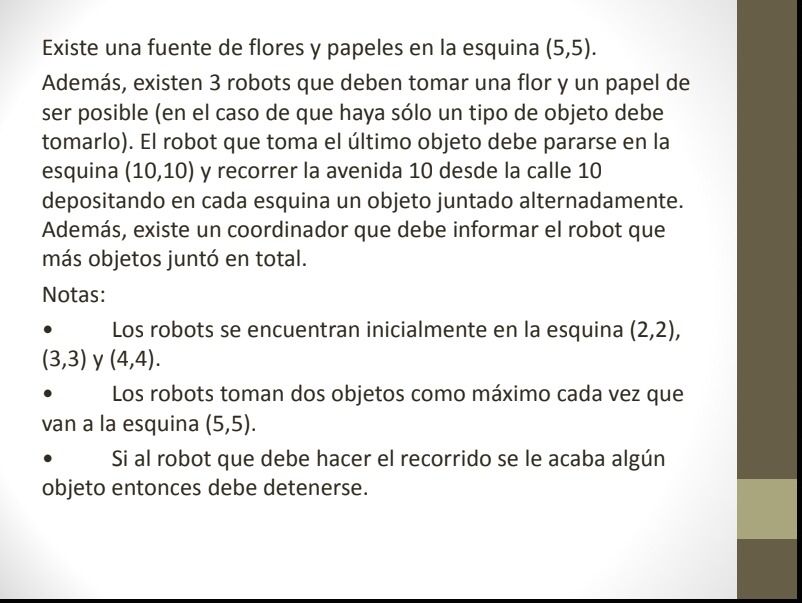 Existe una fuente de flores y papeles en la esquina (5,5).
Además, existen 3 robots que deben tomar una flor y un papel de
ser posible (en el caso de que haya sólo un tipo de objeto debe
tomarlo). El robot que toma el último objeto debe pararse en la
esquina (10,10) y recorrer la avenida 10 desde la calle 10
depositando en cada esquina un objeto juntado alternadamente.
Además, existe un coordinador que debe informar el robot que
más objetos juntó en total.
Notas:
• Los robots se encuentran inicialmente en la esquina (2,2),
(3,3) y (4,4).
• Los robots toman dos objetos como máximo cada vez que
van a la esquina (5,5).
• Si al robot que debe hacer el recorrido se le acaba algún
objeto entonces debe detenerse.